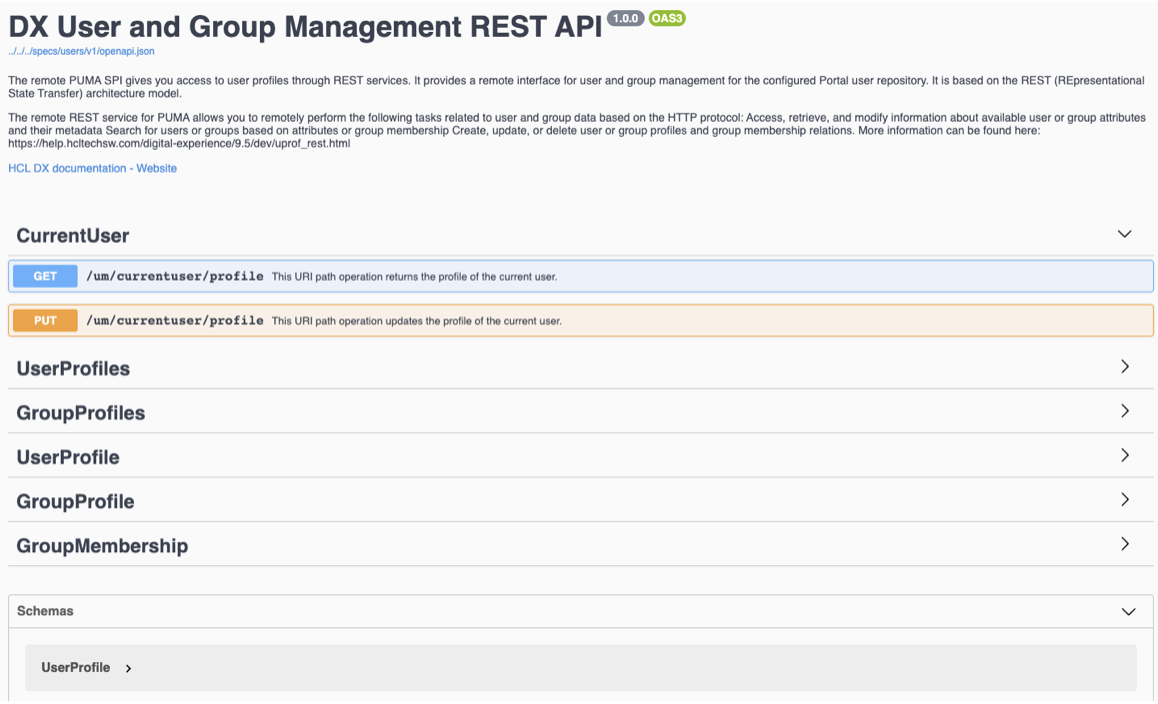 DX User and Group Management REST API 1.0.0 OAS3
../../../specs/users/v1/openapi.json
The remote PUMA SPI gives you access to user profiles through REST services. It provides a remote interface for user and group management for the configured Portal user repository. It is based on the REST (REpresentational
State Transfer) architecture model.
The remote REST service for PUMA allows you to remotely perform the following tasks related to user and group data based on the HTTP protocol: Access, retrieve, and modify information about available user or group attributes
and their metadata Search for users or groups based on attributes or group membership Create, update, or delete user or group profiles and group membership relations. More information can be found here:
https://help.hcltechsw.com/digital-experience/9.5/dev/uprof_rest.html
HCL DX documentation - Website
CurrentUser
GET /um/currentuser/profile This URI path operation returns the profile of the current user.
PUT /um/currentuser/profile This URI path operation updates the profile of the current user.
UserProfiles
GroupProfiles
UserProfile
GroupProfile
GroupMembership
Schemas
UserProfile